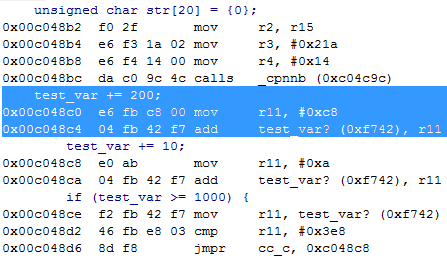 unsigned char str[20] = {0};
0x00c048b2 f0 2f mov r2, r15
0x00c048b4 e6 f3 1a 02 mov r3, #0x21a
0x00c048b8 e6 f4 14 00 mov r4, #0x14
0x00c048bc da c0 9c 4c calls _cpnnb (0xc04c9c)
test_var += 200;
0x00c048c0 e6 fb c8 00 mov r11, #0xc8
0x00c048c4 04 fb 42 f7 add test_var? (0xf742), r11
test_var += 10;
0x00c048c8 e0 ab mov r11, #0xa
0x00c048ca 04 fb 42 f7 add test_var? (0xf742), r11
if (test_var >= 1000) {
0x00c048ce f2 fb 42 f7 mov r11, test_var? (0xf742)
0x00c048d2 46 fb e8 03 cmp r11, #0x3e8
0x00c048d6 8d f8 jmpr cc_c, 0xc048c8